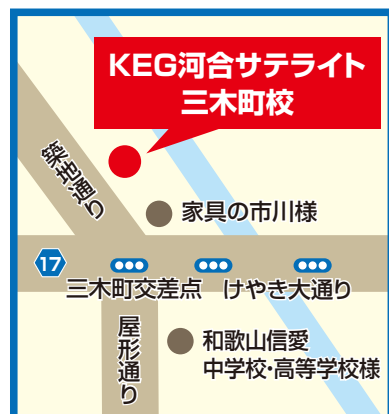 KEG河合サテライト
三木町校
築地通り
家具の市川様
17
三木町交差点
けやき大通り
屋形通り
和歌山信愛
中学校・高等学校様